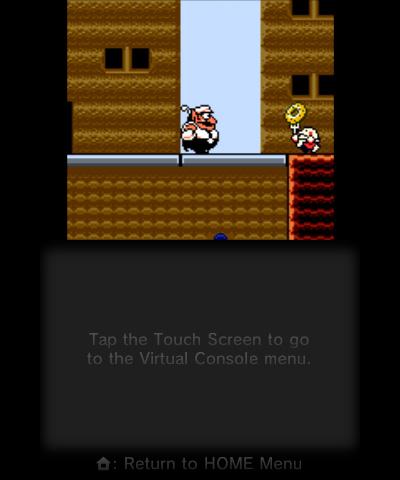 Tap the Touch Screen to go
to the Virtual Console menu.
: Return to HOME Menu